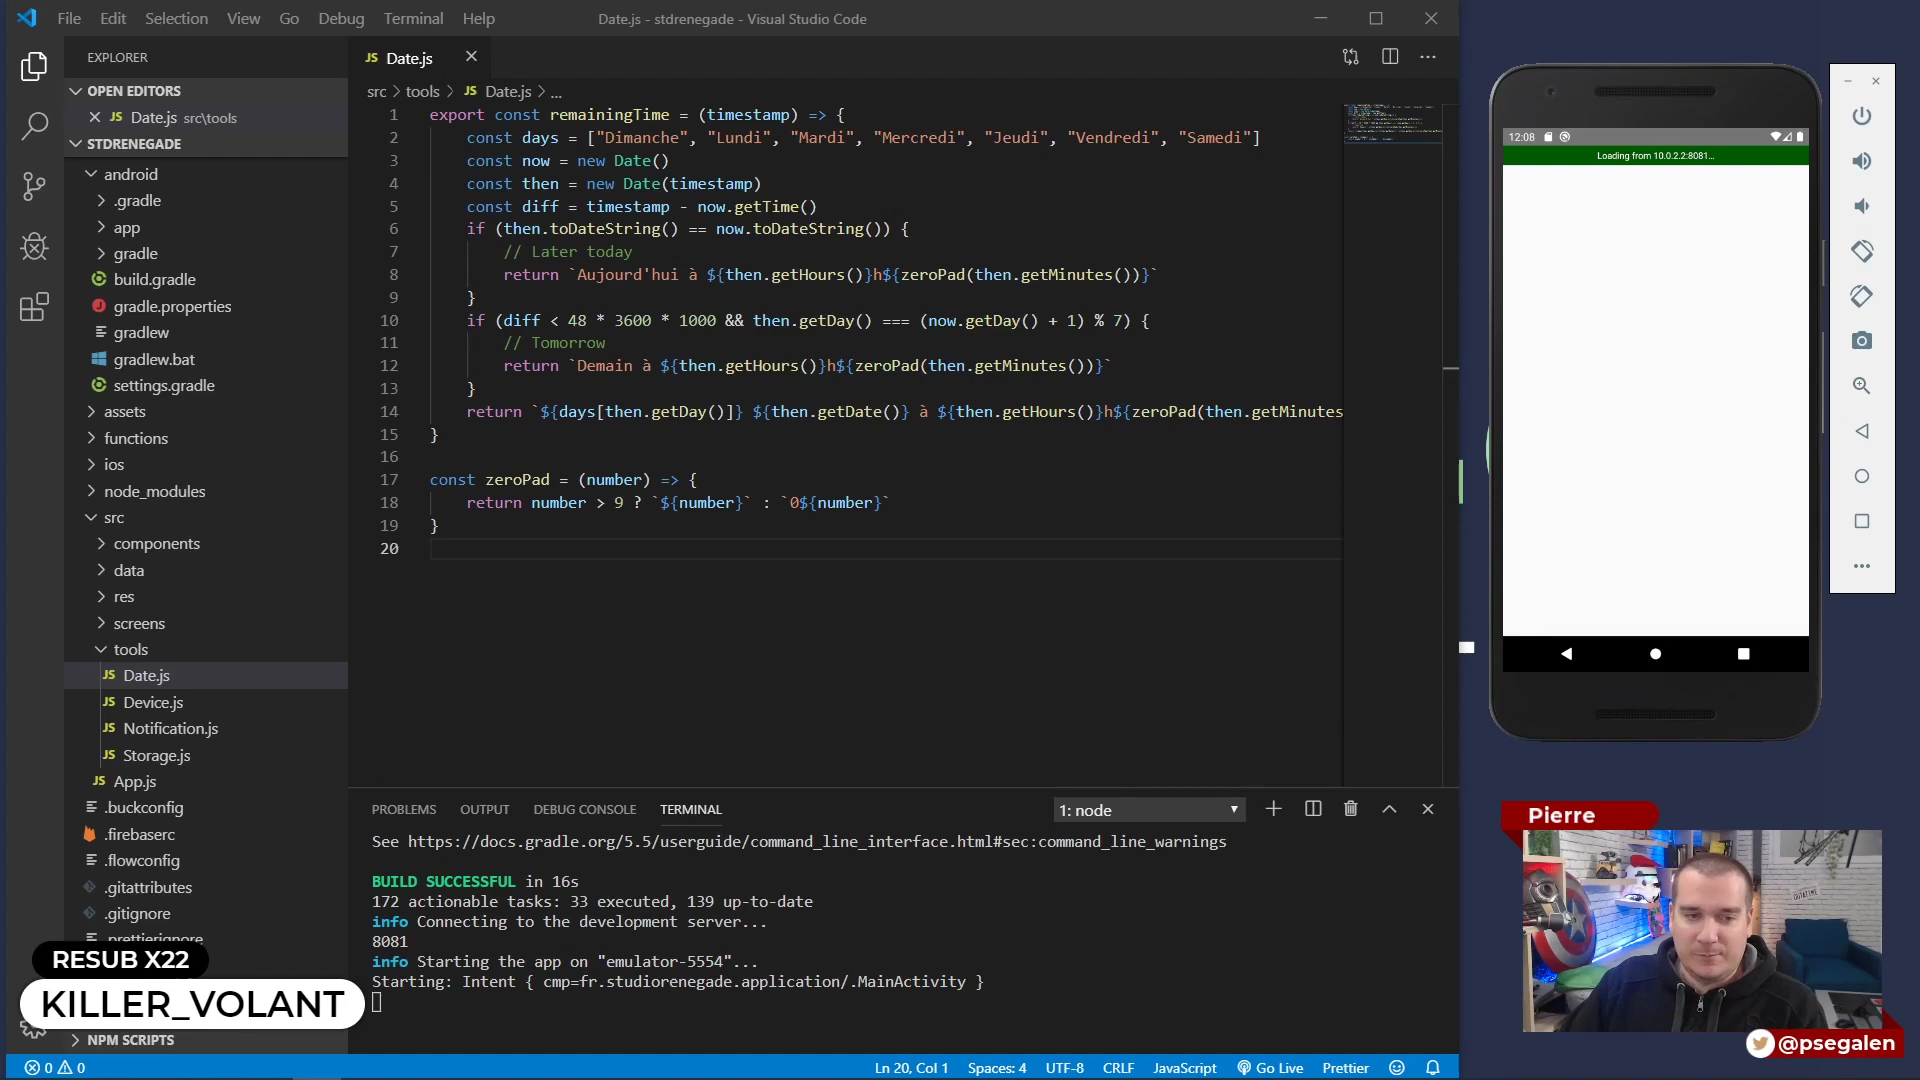 File Edit Selection View Go Debug Terminal Help
Date.js - stdrenegade - Visual Studio Code
EXPLORER
OPEN EDITORS
JS Date.js src\tools
STDRENEGADE
android
.gradle
app
gradle
build.gradle
gradle.properties
gradlew
gradlew.bat
settings.gradle
assets
functions
ios
node_modules
src
components
data
res
screens
tools
JS Date.js
JS Device.js
JS Notification.js
JS Storage.js
JS App.js
.buckconfig
.firebaserc
.flowconfig
.gitattributes
.gitignore
.prettierignore
NPM SCRIPTS
JS Date.js
src > tools > JS Date.js > ...
1 export const remainingTime = (timestamp) => {
2 const days = ["Dimanche", "Lundi", "Mardi", "Mercredi", "Jeudi", "Vendredi", "Samedi"]
3 const now = new Date()
4 const then = new Date(timestamp)
5 const diff = timestamp - now.getTime()
6 if (then.toDateString() == now.toDateString()) {
7 // Later today
8 return `Aujourd'hui à ${then.getHours()}h${zeroPad(then.getMinutes())}`
9 }
10 if (diff < 48 * 3600 * 1000 && then.getDay() === (now.getDay() + 1) % 7) {
11 // Tomorrow
12 return `Demain à ${then.getHours()}h${zeroPad(then.getMinutes())}`
13 }
14 return `${days[then.getDay()]} ${then.getDate()} à ${then.getHours()}h${zeroPad(then.getMinutes
15 }
16
17 const zeroPad = (number) => {
18 return number > 9 ? `${number}` : `0${number}`
19 }
20
PROBLEMS OUTPUT DEBUG CONSOLE TERMINAL
1: node
See https://docs.gradle.org/5.5/userguide/command_line_interface.html#sec:command_line_warnings
BUILD SUCCESSFUL in 16s
172 actionable tasks: 33 executed, 139 up-to-date
info Connecting to the development server...
8081
info Starting the app on "emulator-5554"...
Starting: Intent { cmp=fr.studiorenegade.application/.MainActivity }
RESUB X22
KILLER_VOLANT
0 0
Ln 20, Col 1 Spaces: 4 UTF-8 CRLF JavaScript Go Live Prettier
12:08
Loading from 10.0.2.2:8081...
Pierre
@psegalen